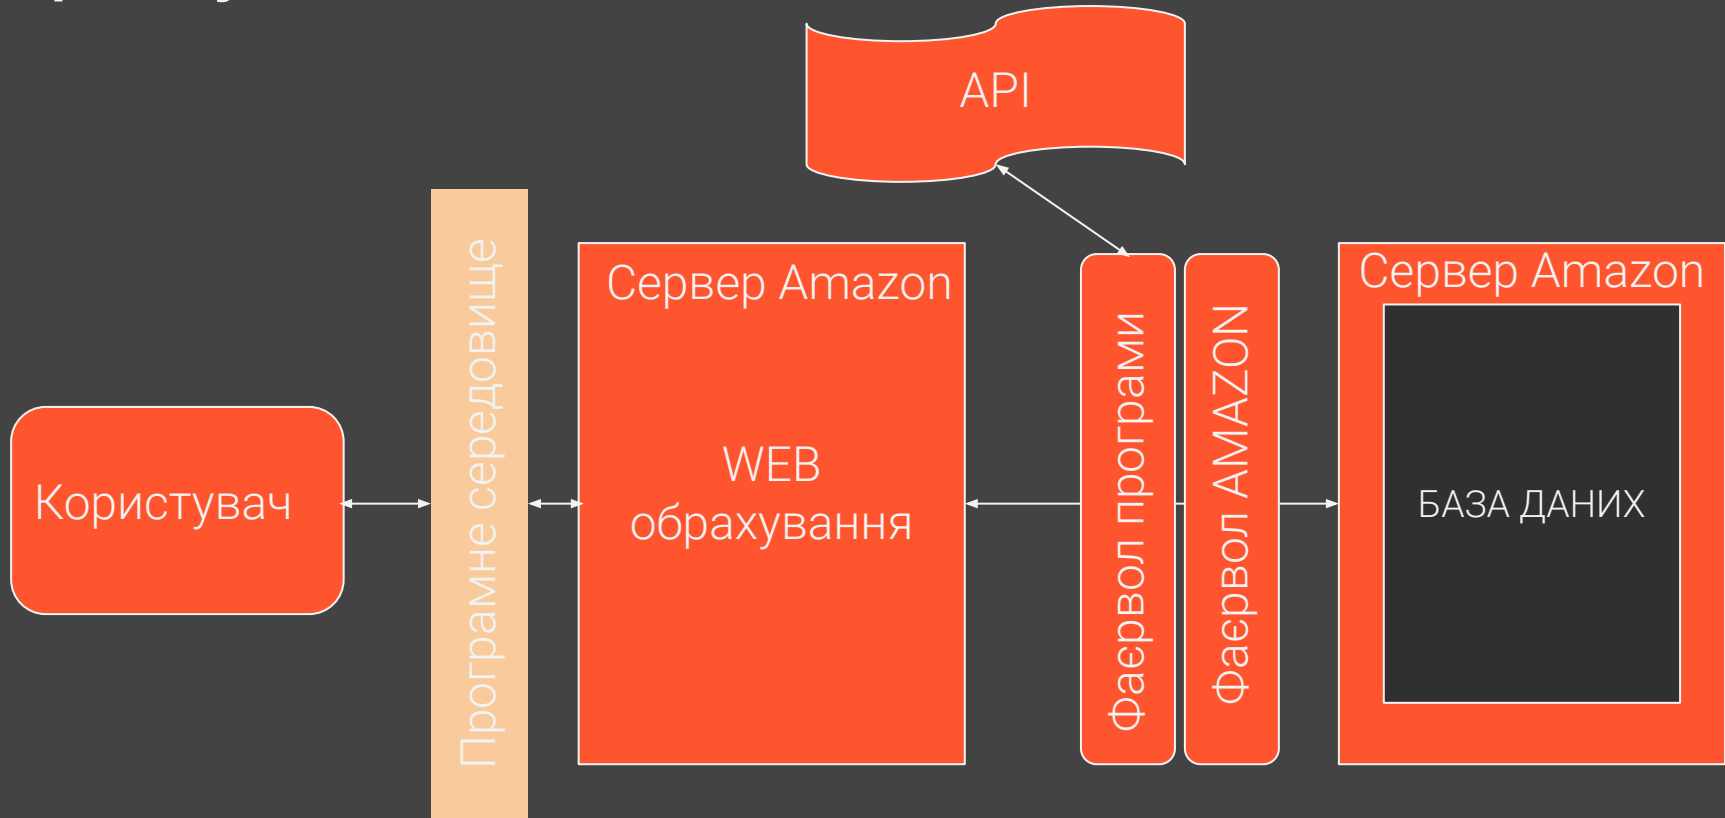 API
Користувач
Програмне середовище
Сервер Amazon
WEB
обрахування
Фаєрвол програми
Фаєрвол AMAZON
Сервер Amazon
БАЗА ДАНИХ